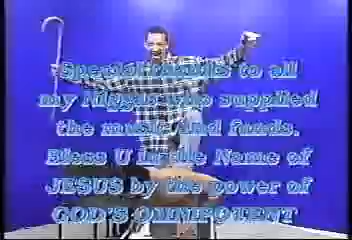 Special thanks to all
my Niggas who supplied
the music and funds.
Bless U in the Name of
JESUS by the power of
GOD'S OMNIPOTENT